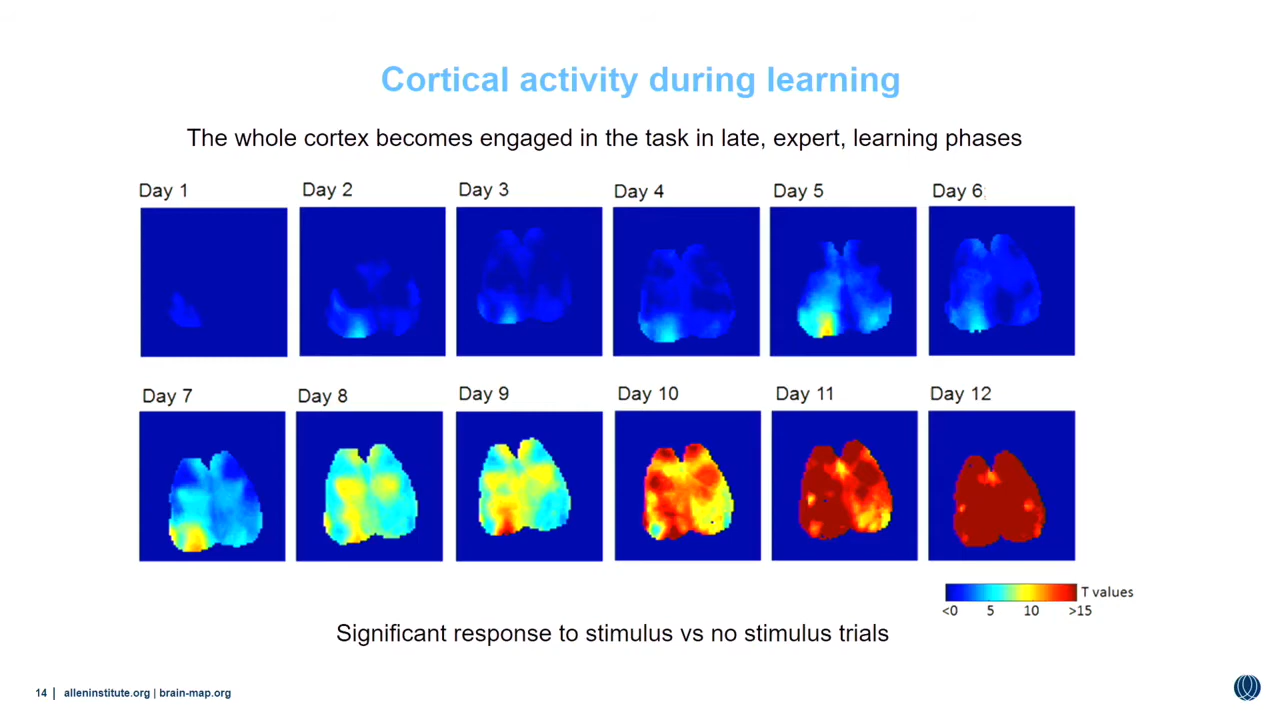 Cortical activity during learning
The whole cortex becomes engaged in the task in late, expert, learning phases
Day 1
Day 2
Day 3
Day 4
Day 5
Day 6
Day 7
Day 8
Day 9
Day 10
Day 11
Day 12
T values
<0 5 10 >15
Significant response to stimulus vs no stimulus trials
14 | alleninstitute.org | brain-map.org